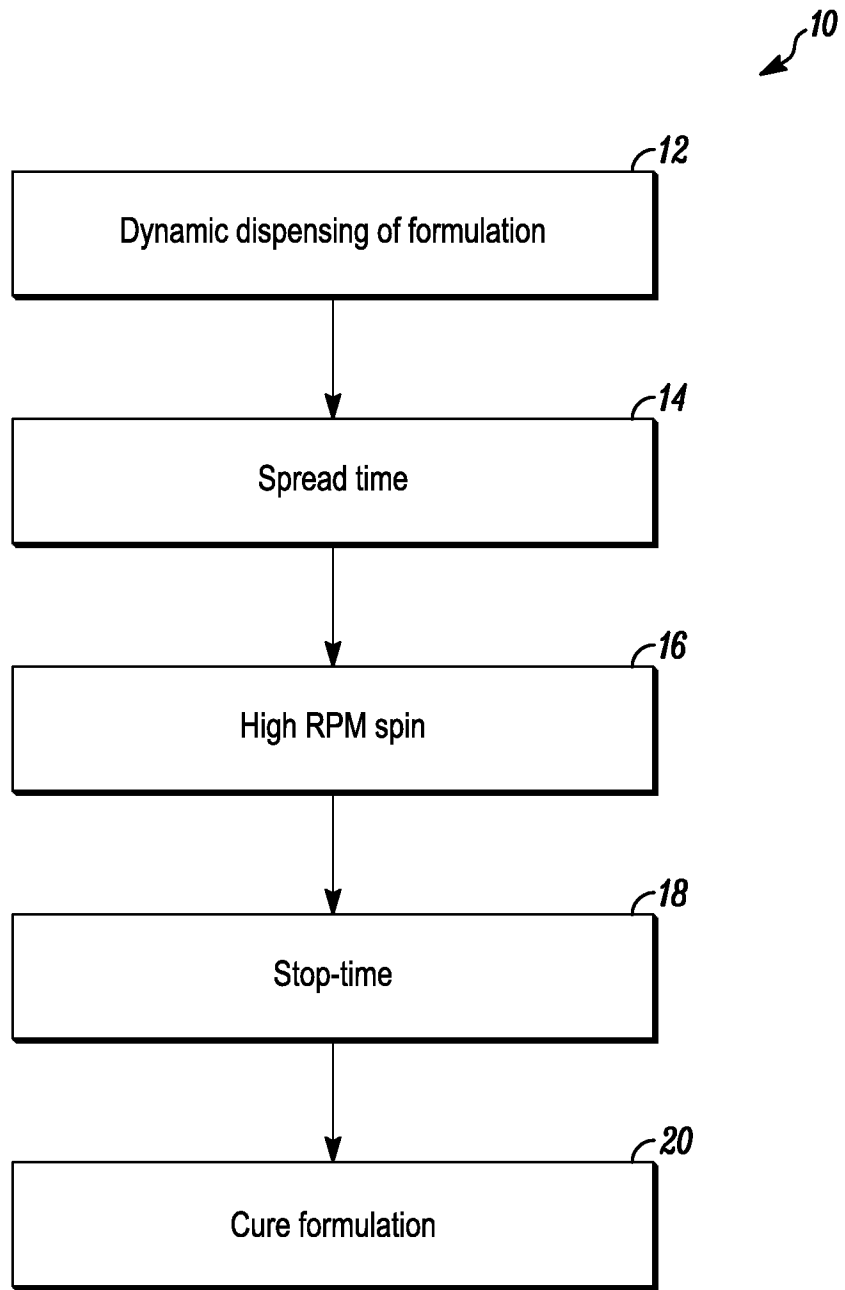 10
12
Dynamic dispensing of formulation
14
Spread time
16
High RPM spin
18
Stop-time
20
Cure formulation